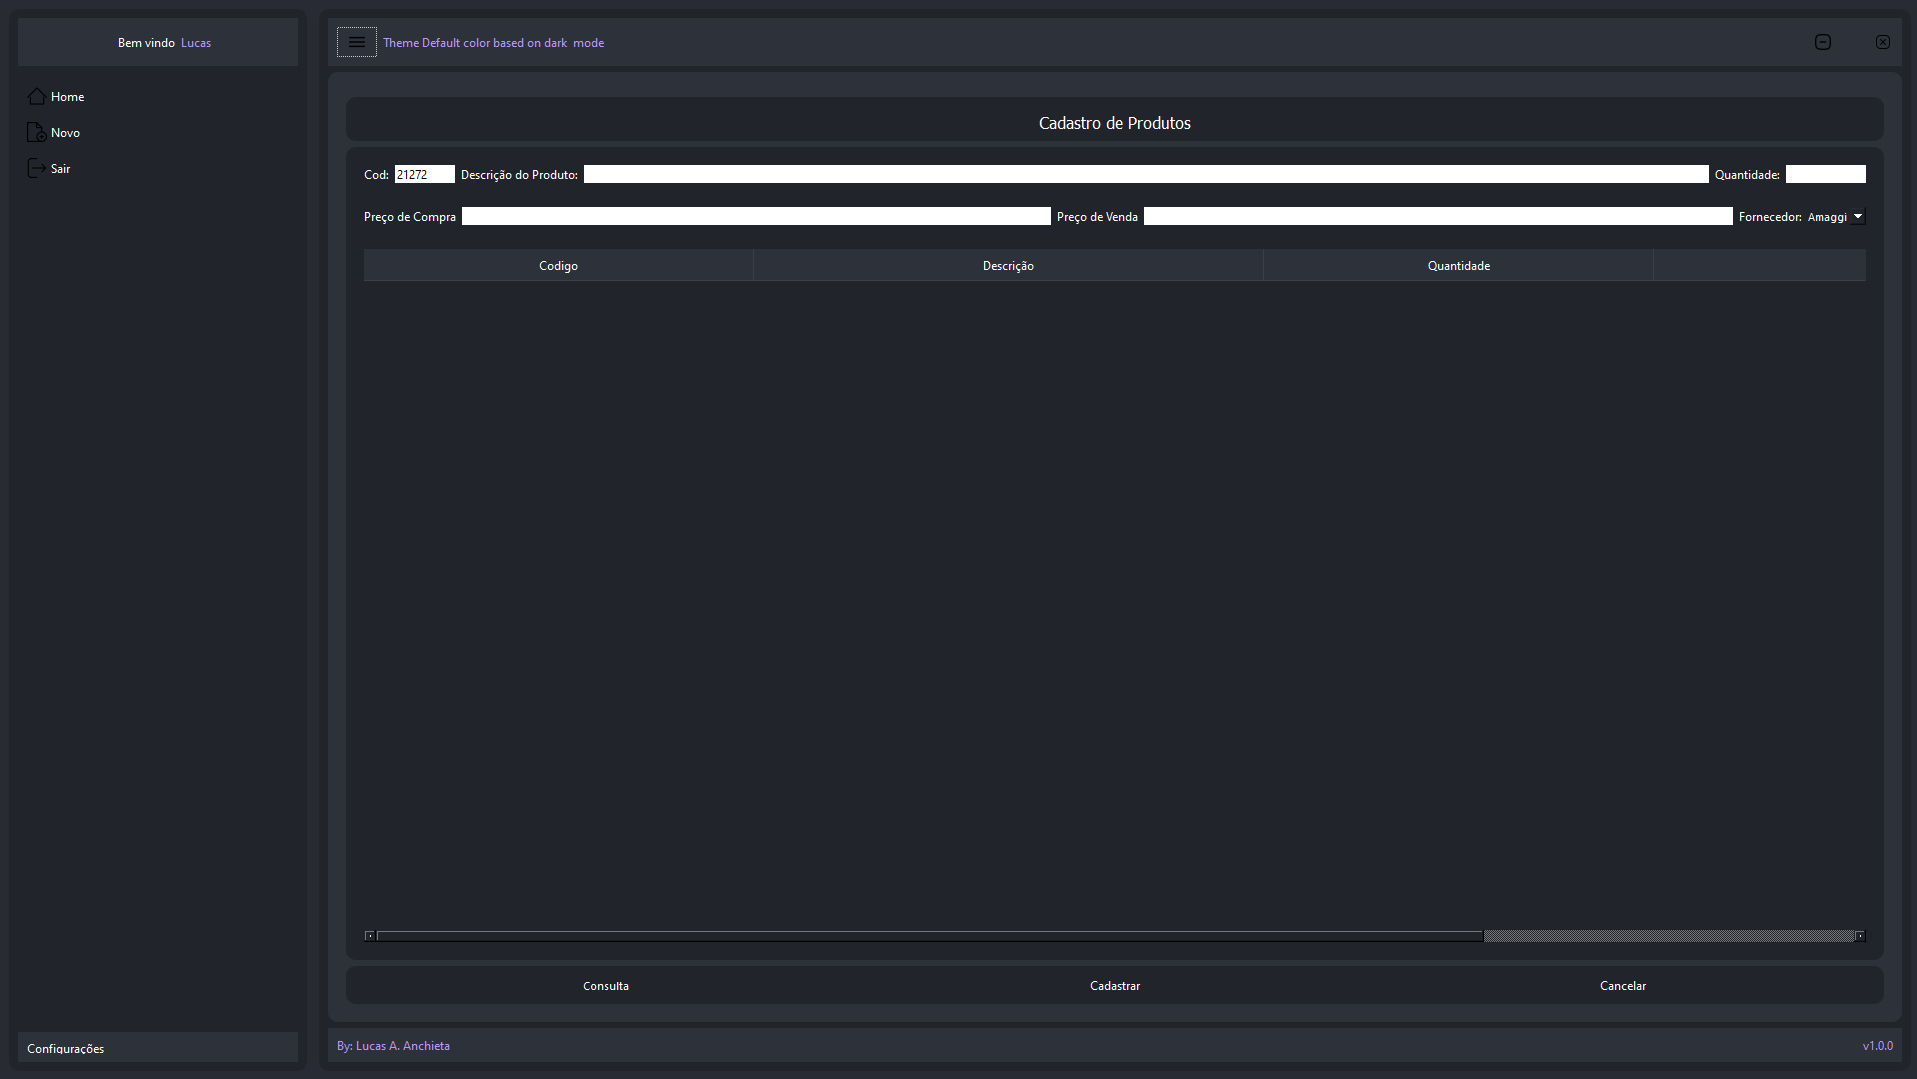 Bem vindo Lucas
Home
Novo
Sair
Configurações
Theme Default color based on dark mode
Cadastro de Produtos
Cod: 21272 Descrição do Produto: Quantidade:
Preço de Compra Preço de Venda Fornecedor: Amaggi
Codigo Descrição Quantidade
Consulta Cadastrar Cancelar
By: Lucas A. Anchieta v1.0.0